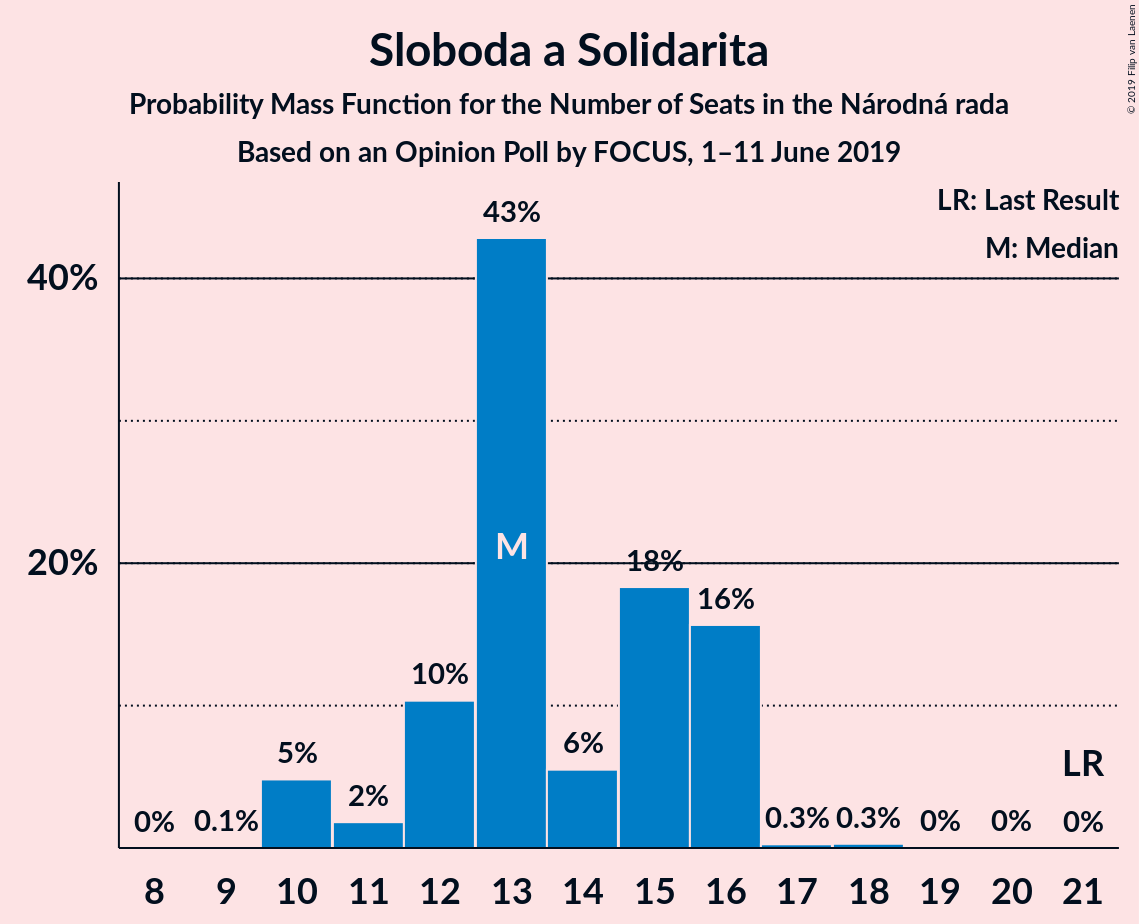 Sloboda a Solidarita
Probability Mass Function for the Number of Seats in the Národná rada
Based on an Opinion Poll by FOCUS, 1–11 June 2019
© 2019 Filip van Laenen
LR: Last Result
M: Median
40%
20%
0% 0.1% 5% 2% 10% 43% 6% 18% 16% 0.3% 0.3% 0% 0% 0%
M
LR
8 9 10 11 12 13 14 15 16 17 18 19 20 21